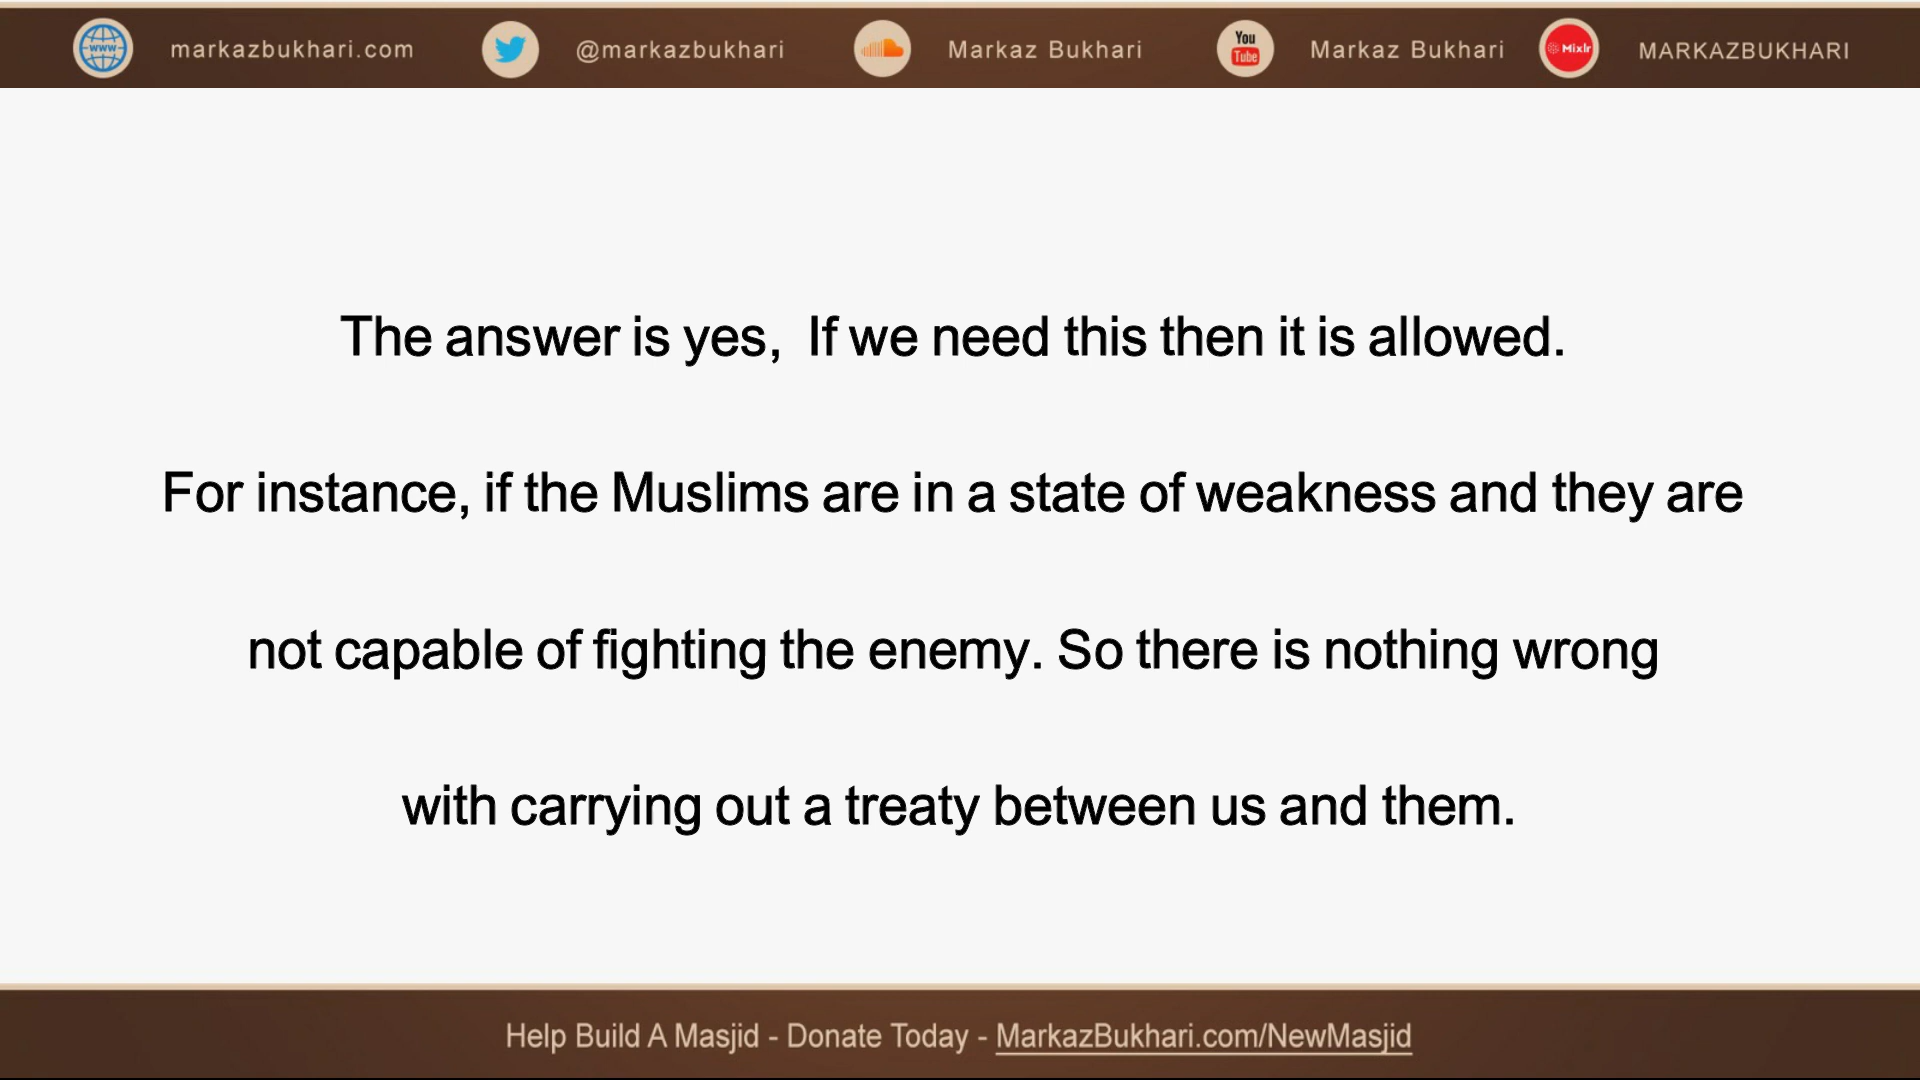 www markazbukhari.com @markazbukhari Markaz Bukhari You Tube Markaz Bukhari Mixlr MARKAZBUKHARI
The answer is yes,  If we need this then it is allowed.
For instance, if the Muslims are in a state of weakness and they are
not capable of fighting the enemy. So there is nothing wrong
with carrying out a treaty between us and them.
Help Build A Masjid - Donate Today - MarkazBukhari.com/NewMasjid